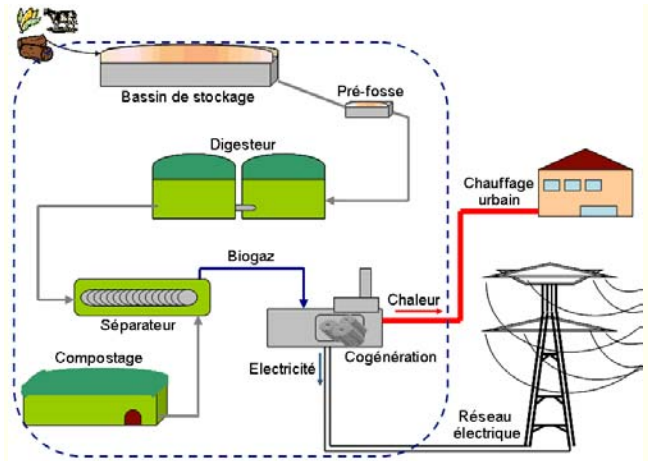 Bassin de stockage
Pré-fosse
Digesteur
Chauffage
urbain
Biogaz
Chaleur
Séparateur
Cogénération
Compostage
Electricité
Réseau
électrique